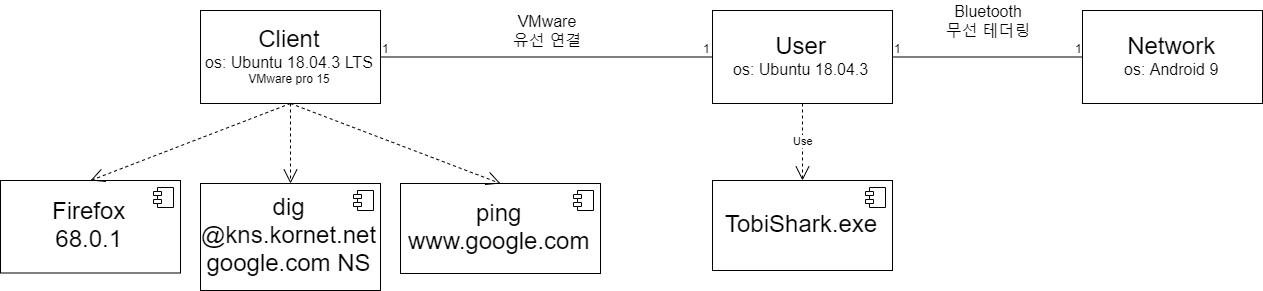 Client
os: Ubuntu 18.04.3 LTS
VMware pro 15
1
VMware
유선 연결
1
User
os: Ubuntu 18.04.3
1
Bluetooth
무선 테더링
1
Network
os: Android 9
Use
Firefox
68.0.1
dig
@kns.kornet.net
google.com NS
ping
www.google.com
TobiShark.exe